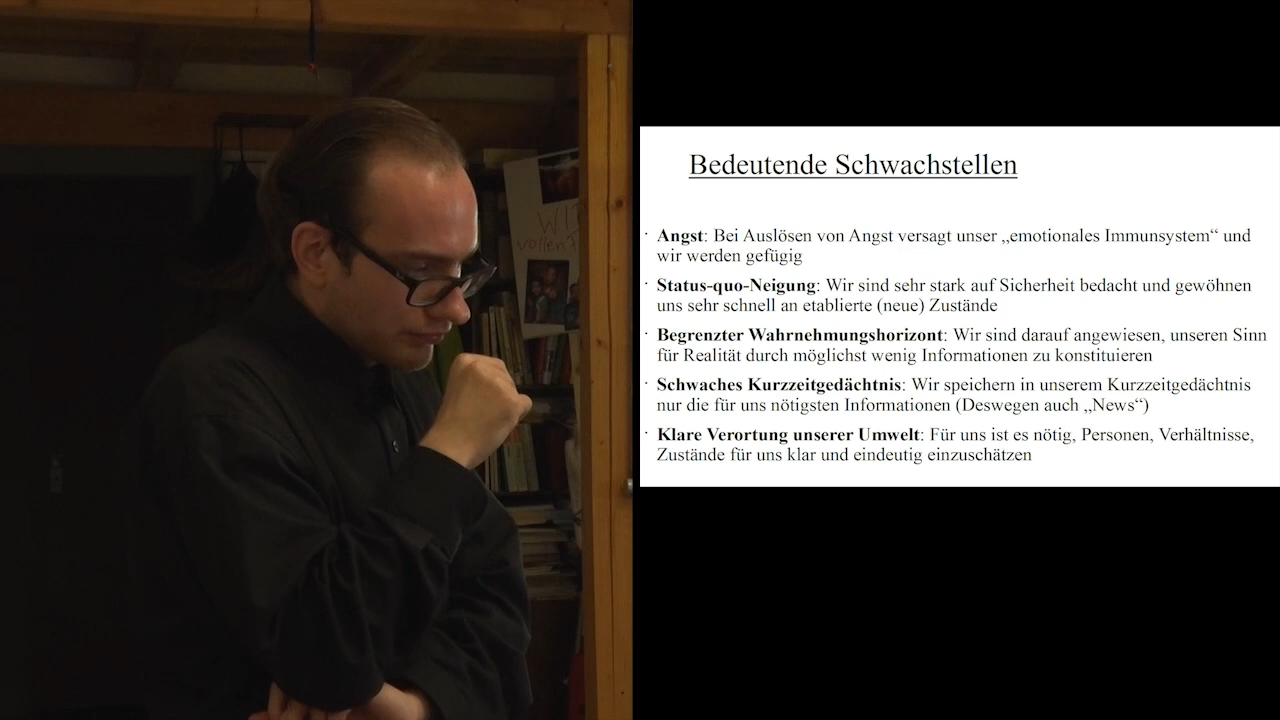 WIR
wollen
Bedeutende Schwachstellen
· Angst: Bei Auslösen von Angst versagt unser „emotionales Immunsystem“ und
wir werden gefügig
· Status-quo-Neigung: Wir sind sehr stark auf Sicherheit bedacht und gewöhnen
uns sehr schnell an etablierte (neue) Zustände
· Begrenzter Wahrnehmungshorizont: Wir sind darauf angewiesen, unseren Sinn
für Realität durch möglichst wenig Informationen zu konstituieren
· Schwaches Kurzzeitgedächtnis: Wir speichern in unserem Kurzzeitgedächtnis
nur die für uns nötigsten Informationen (Deswegen auch „News“)
· Klare Verortung unserer Umwelt: Für uns ist es nötig, Personen, Verhältnisse,
Zustände für uns klar und eindeutig einzuschätzen